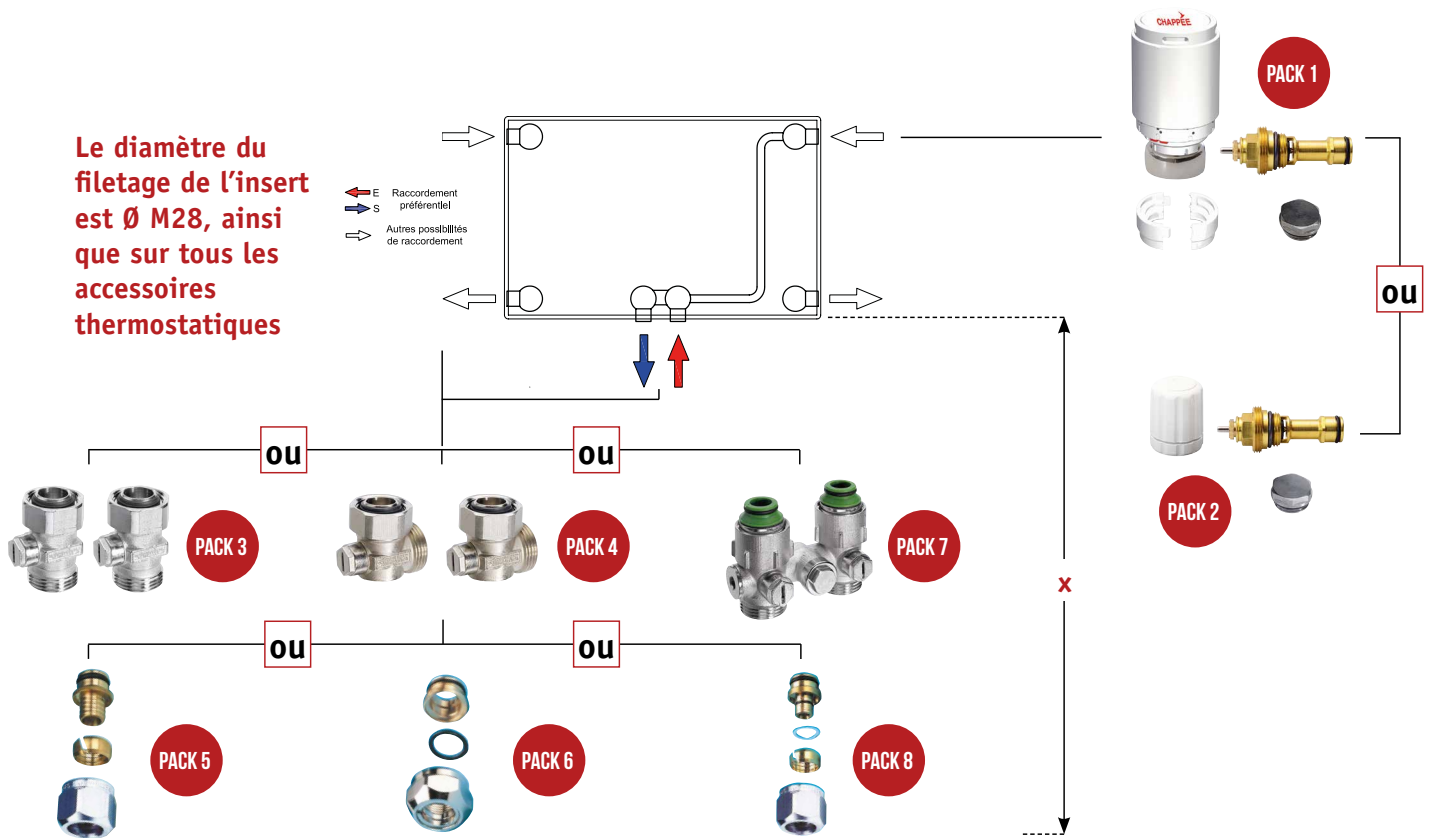 CHAPPÉE
PACK 1
Le diamètre du
filetage de l’insert
est Ø M28, ainsi
que sur tous les
accessoires
thermostatiques
E Raccordement
S préférentiel
Autres possibilités
de raccordement
ou
PACK 2
ou
ou
PACK 3
PACK 4
PACK 7
x
ou
ou
PACK 5
PACK 6
PACK 8